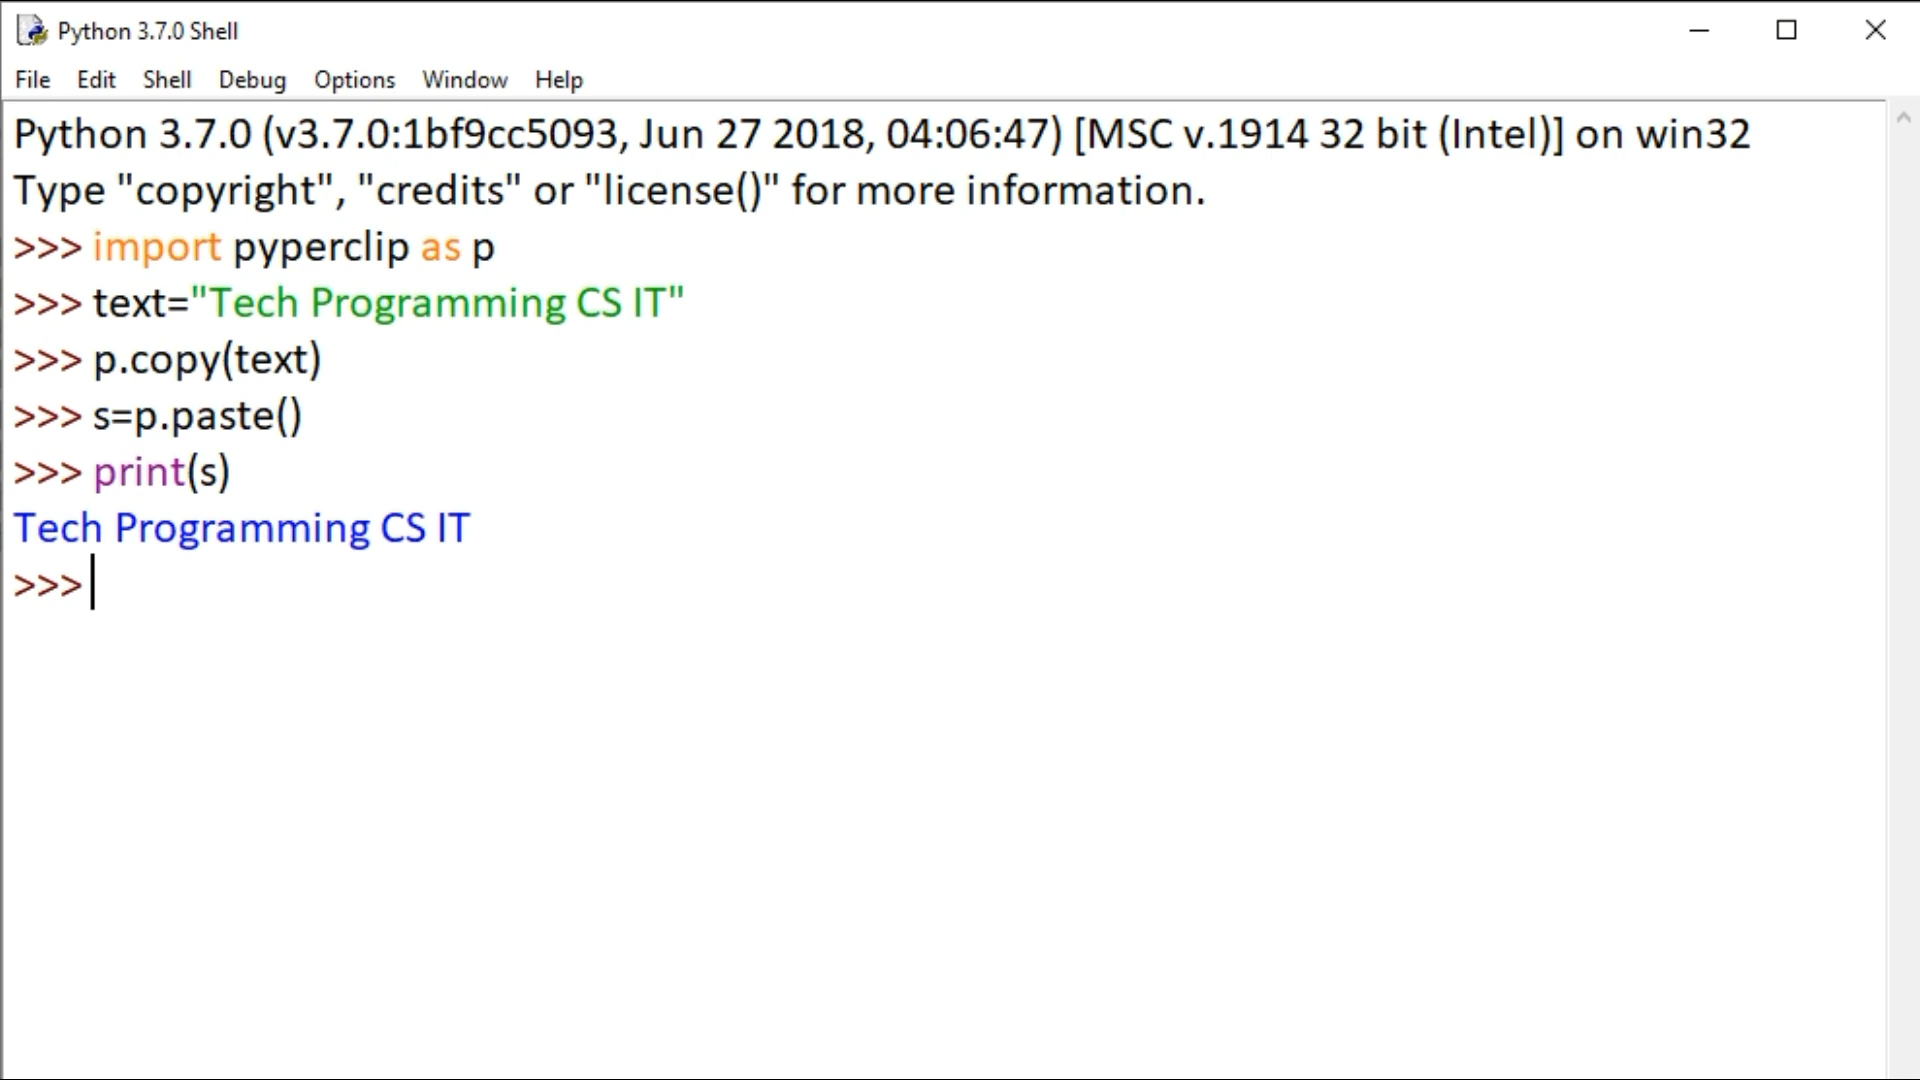 Python 3.7.0 Shell
File Edit Shell Debug Options Window Help
Python 3.7.0 (v3.7.0:1bf9cc5093, Jun 27 2018, 04:06:47) [MSC v.1914 32 bit (Intel)] on win32
Type "copyright", "credits" or "license()" for more information.
>>> import pyperclip as p
>>> text="Tech Programming CS IT"
>>> p.copy(text)
>>> s=p.paste()
>>> print(s)
Tech Programming CS IT
>>>